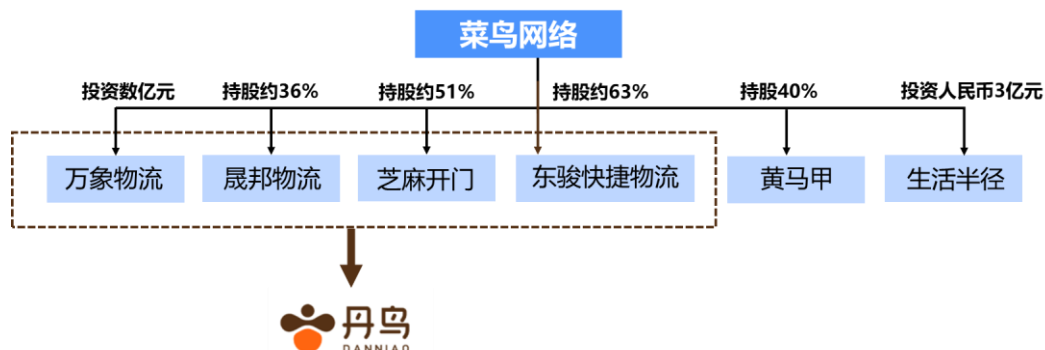 菜鸟网络
投资数亿元 持股约36% 持股约51% 持股约63% 持股40% 投资人民币3亿元
万象物流 晟邦物流 芝麻开门 东骏快捷物流 黄马甲 生活半径
丹鸟
DANNIAO